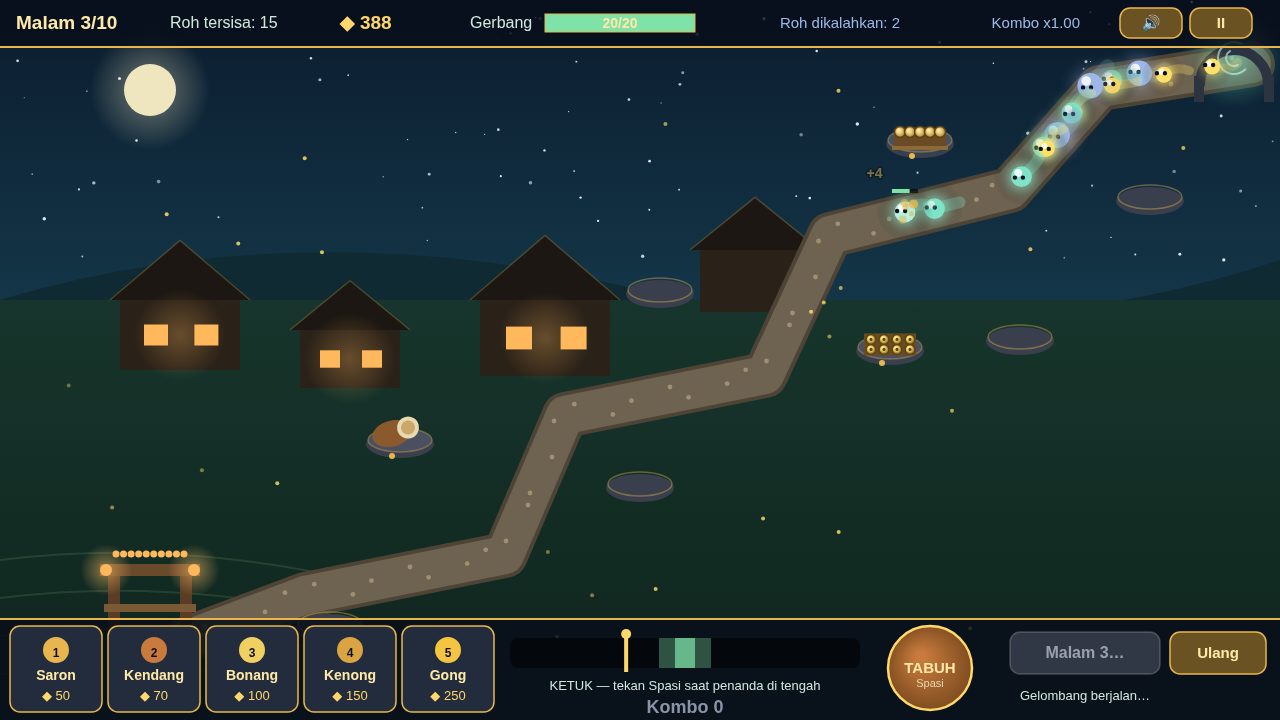 Malam 3/10
Roh tersisa: 15
◆ 388
Gerbang 20/20
Roh dikalahkan: 2
Kombo x1.00
+4
1 Saron ◆ 50
2 Kendang ◆ 70
3 Bonang ◆ 100
4 Kenong ◆ 150
5 Gong ◆ 250
KETUK — tekan Spasi saat penanda di tengah
Kombo 0
TABUH
Spasi
Malam 3…
Ulang
Gelombang berjalan…